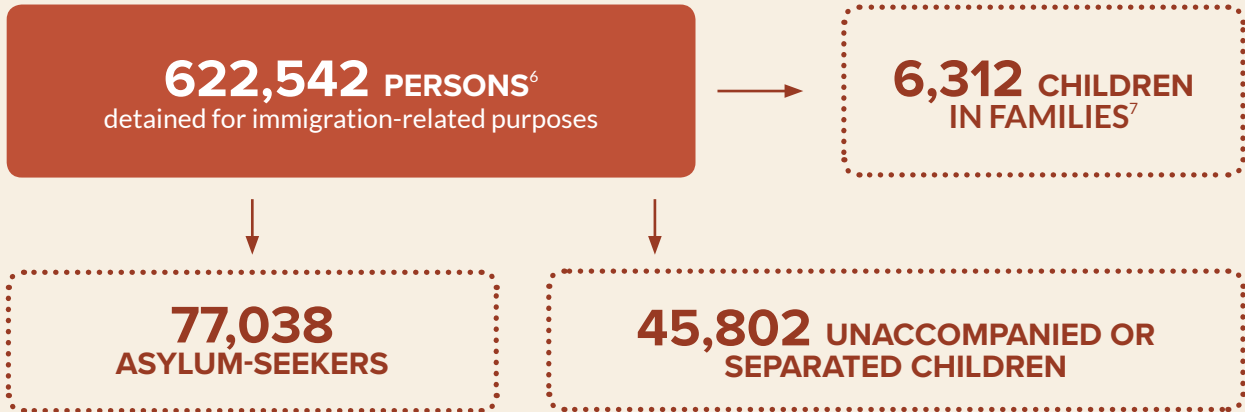 622,542 PERSONS6
detained for immigration-related purposes
6,312 CHILDREN
IN FAMILIES7
77,038
ASYLUM-SEEKERS
45,802 UNACCOMPANIED OR
SEPARATED CHILDREN